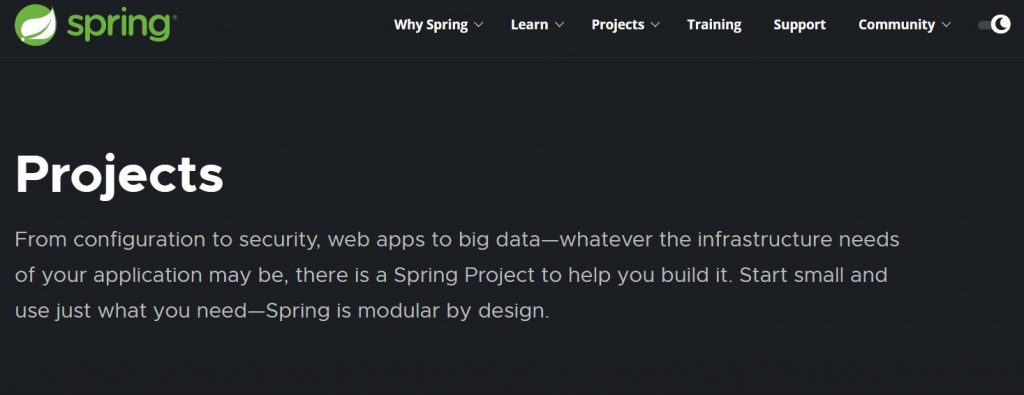 spring®
Why Spring
Learn
Projects
Training
Support
Community
Projects
From configuration to security, web apps to big data—whatever the infrastructure needs
of your application may be, there is a Spring Project to help you build it. Start small and
use just what you need—Spring is modular by design.